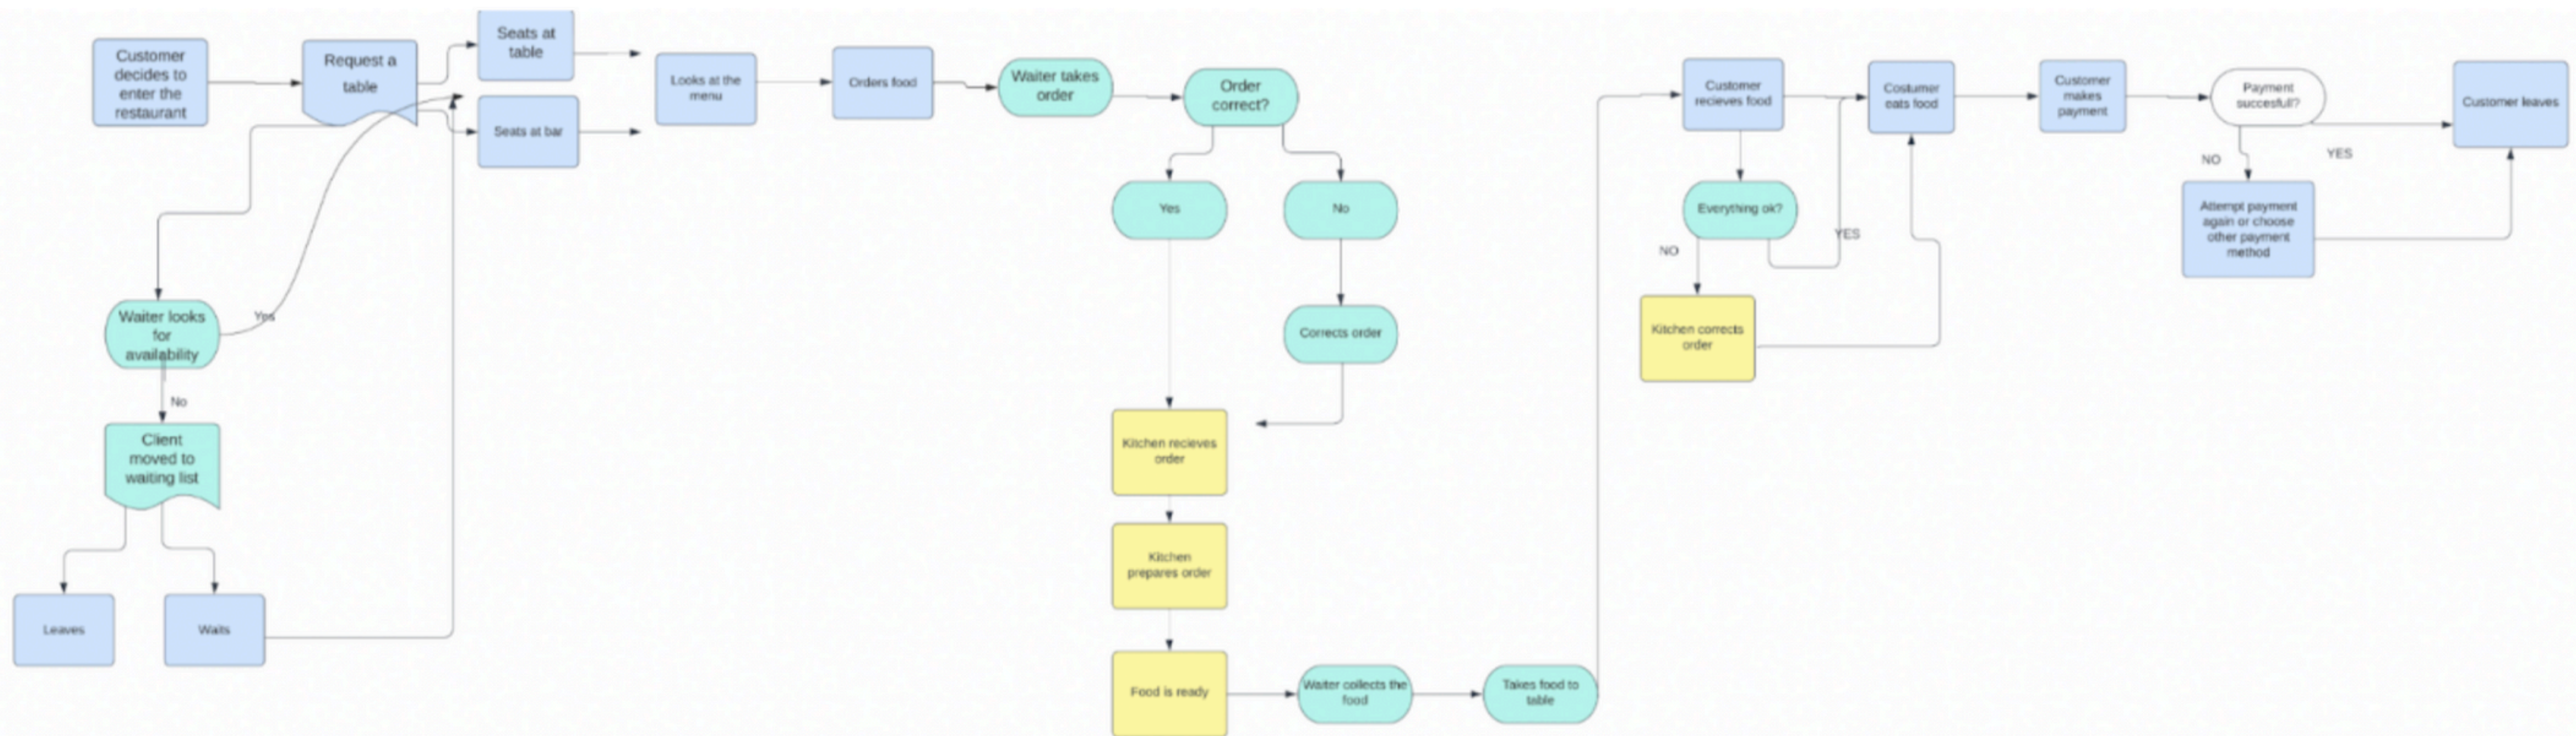 Customer
decides to
enter the
restaurant
Request a
table
Seats at
table
Seats at bar
Looks at the
menu
Orders food
Waiter takes
order
Order
correct?
Yes
No
Corrects order
Waiter looks
for
availability
Yes
No
Client
moved to
waiting list
Leaves
Waits
Kitchen recieves
order
Kitchen
prepares order
Food is ready
Waiter collects the
food
Takes food to
table
Customer
recieves food
Everything ok?
NO
YES
Kitchen corrects
order
Costumer
eats food
Customer
makes
payment
Payment
succesfull?
NO
YES
Attempt payment
again or choose
other payment
method
Customer leaves